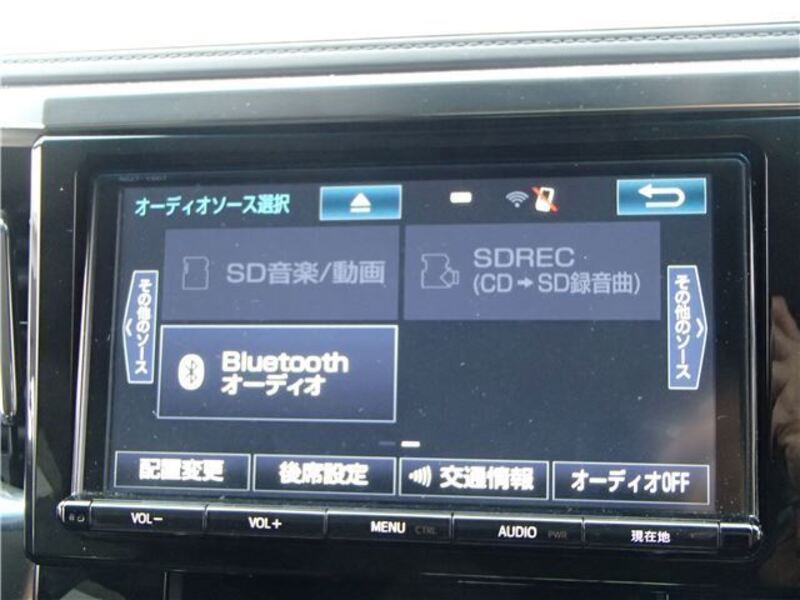 オーディオソース選択
SD音楽/動画
SDREC
(CD➡SD録音曲)
その他のソース
Bluetooth
オーディオ
その他のソース
配置変更
後席設定
交通情報
オーディオOFF
VOL− VOL+ MENU CTRL AUDIO PWR 現在地